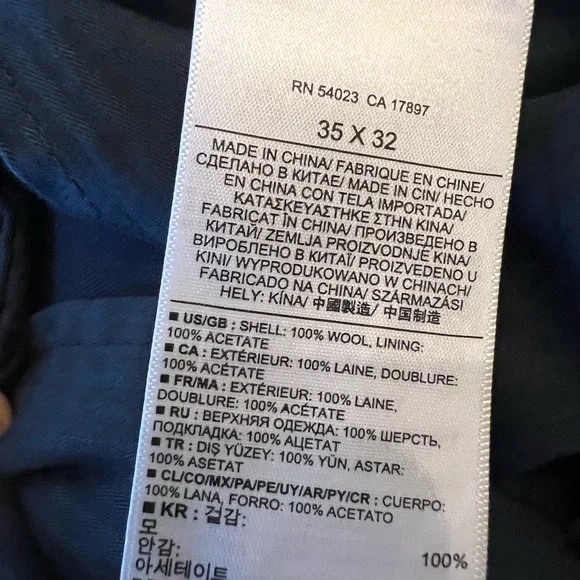 RN 54023 CA 17897
35 X 32
MADE IN CHINA/ FABRIQUE EN CHINE/
СДЕЛАНО В КИТАЕ/ MADE IN CIN/ HECHO
EN CHINA CON TELA IMPORTADA/
ΚΑΤΑΣΚΕΥΑΣΤΗΚΕ ΣΤΗΝ ΚΙΝΑ/
FABRICAT ÎN CHINA/ ПРОИЗВЕДЕНО В
КИТАЙ/ ZEMLJA PROIZVODNJE KINA/
ВИРОБЛЕНО В КИТАЇ/ PROIZVEDENO U
KINI/ WYPRODUKOWANO W CHINACH/
FABRICADO NA CHINA/ SZÁRMAZÁSI
HELY: KÍNA/ 中國製造/ 中国制造
■ US/GB : SHELL: 100% WOOL, LINING:
100% ACETATE
■ CA : EXTÉRIEUR: 100% LAINE, DOUBLURE:
100% ACÉTATE
■ FR/MA : EXTÉRIEUR: 100% LAINE,
DOUBLURE: 100% ACÉTATE
■ RU : ВЕРХНЯЯ ОДЕЖДА: 100% ШЕРСТЬ,
ПОДКЛАДКА: 100% АЦЕТАТ
■ TR : DIŞ YÜZEY: 100% YÜN, ASTAR:
100% ASETAT
■ CL/CO/MX/PA/PE/UY/AR/PY/CR : CUERPO:
100% LANA, FORRO: 100% ACETATO
■ KR : 겉감:
모 100%
안감:
아세테이트